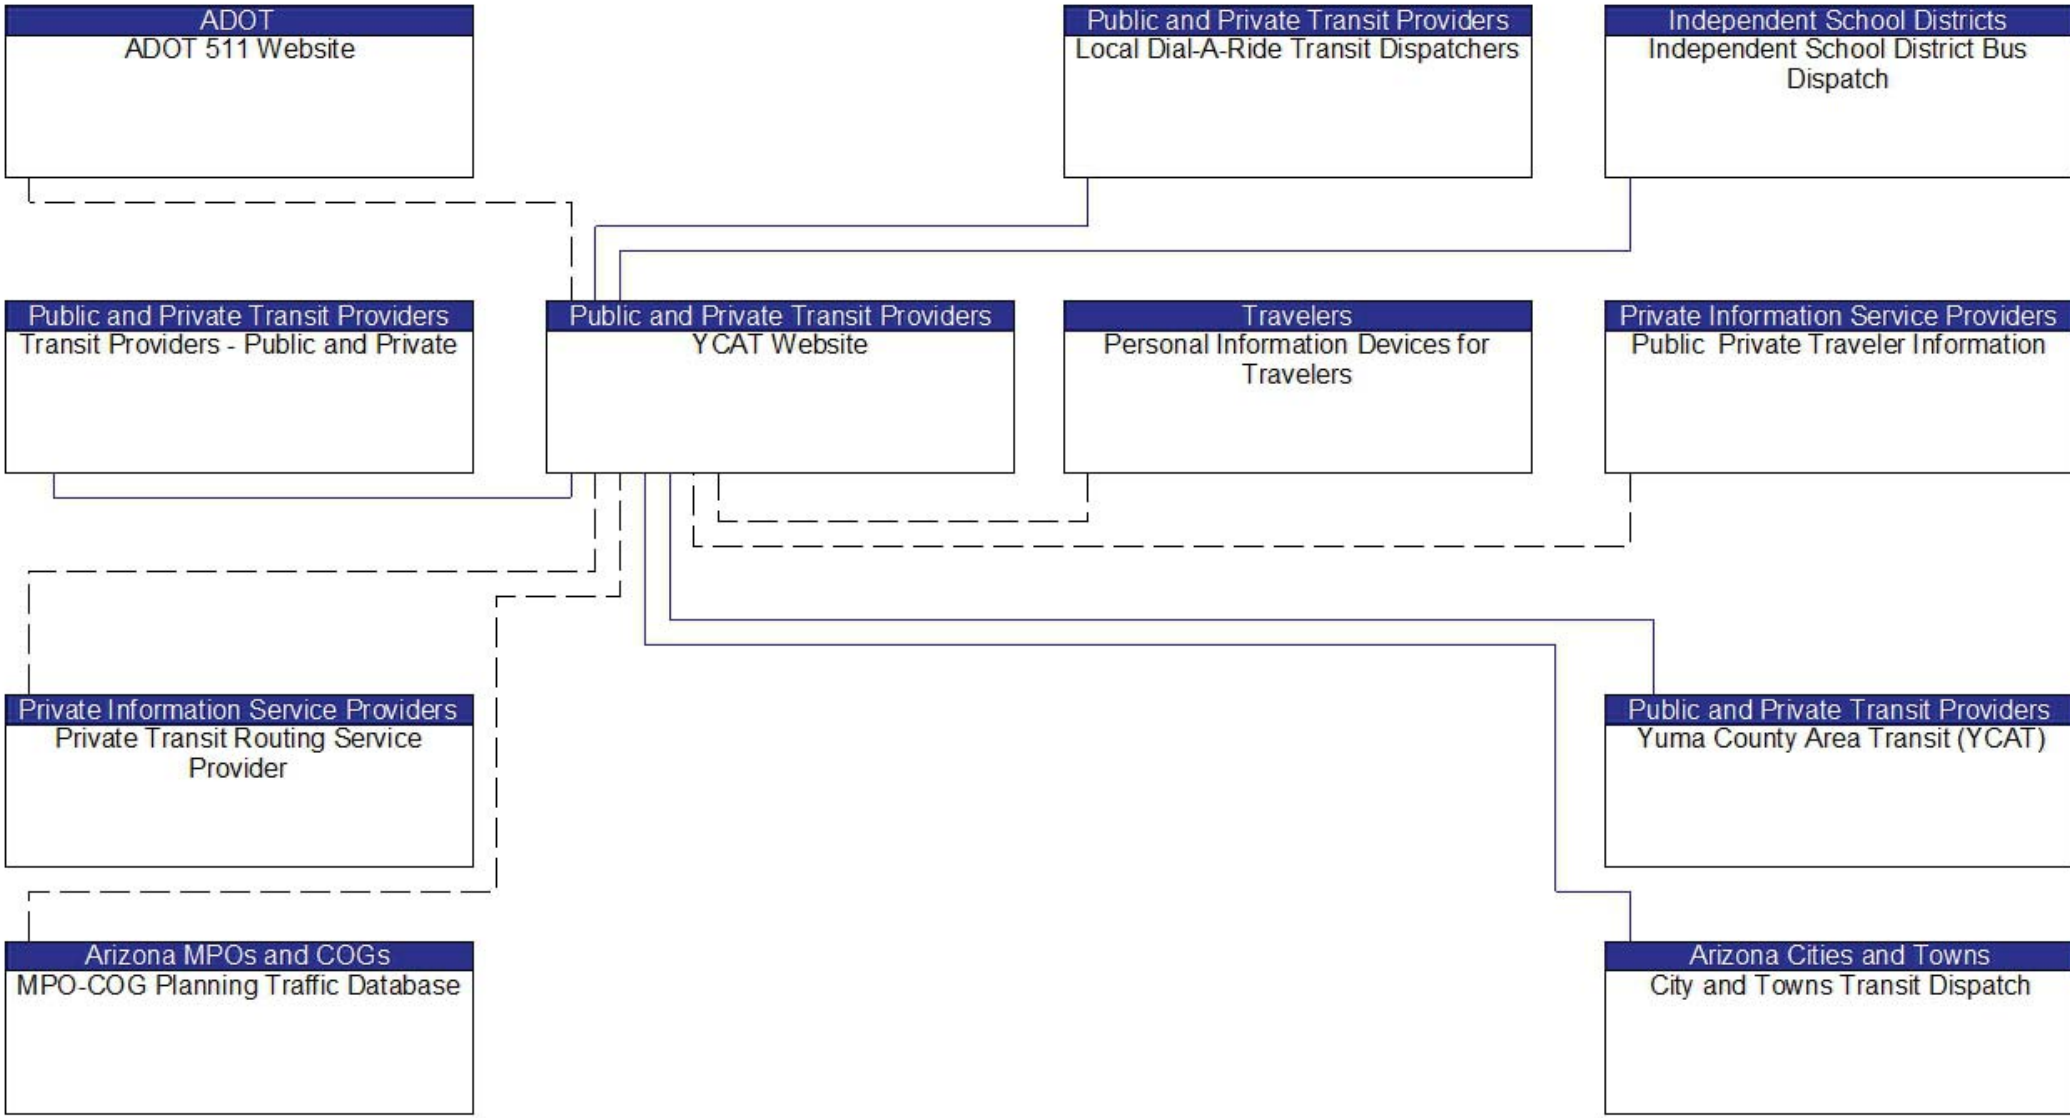 ADOT
ADOT 511 Website
Public and Private Transit Providers
Local Dial-A-Ride Transit Dispatchers
Independent School Districts
Independent School District Bus
Dispatch
Public and Private Transit Providers
Transit Providers - Public and Private
Public and Private Transit Providers
YCAT Website
Travelers
Personal Information Devices for
Travelers
Private Information Service Providers
Public Private Traveler Information
Private Information Service Providers
Private Transit Routing Service
Provider
Public and Private Transit Providers
Yuma County Area Transit (YCAT)
Arizona MPOs and COGs
MPO-COG Planning Traffic Database
Arizona Cities and Towns
City and Towns Transit Dispatch